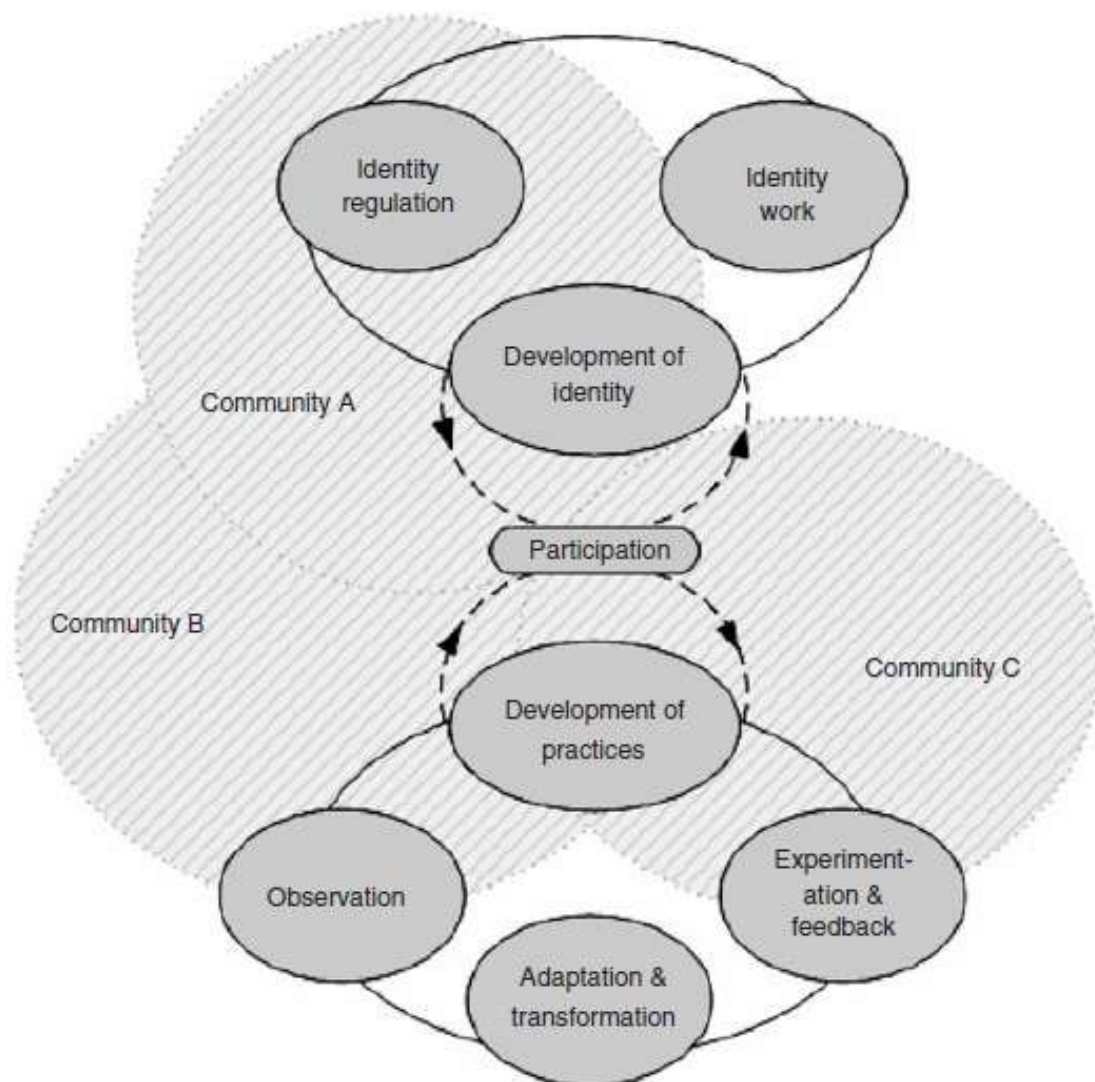 Identity
regulation
Identity
work
Development of
identity
Community A
Participation
Community B
Community C
Development of
practices
Observation
Experiment-
ation &
feedback
Adaptation &
transformation